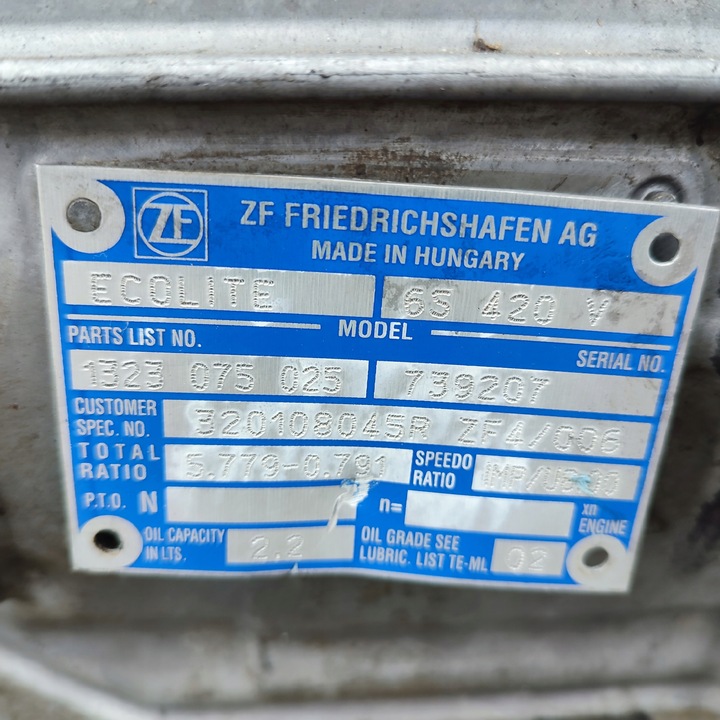 ZF ZF FRIEDRICHSHAFEN AG
MADE IN HUNGARY
ECOLITE 6S 420 V
MODEL
PARTS LIST NO. SERIAL NO.
1323 075 025 739207
CUSTOMER SPEC. NO. 320108045R ZF4/006
TOTAL RATIO 5.779-0.791 SPEEDO RATIO
P.T.O. N n= xn ENGINE
OIL CAPACITY IN LTS. 2.2 OIL GRADE SEE LUBRIC. LIST TE-ML 02